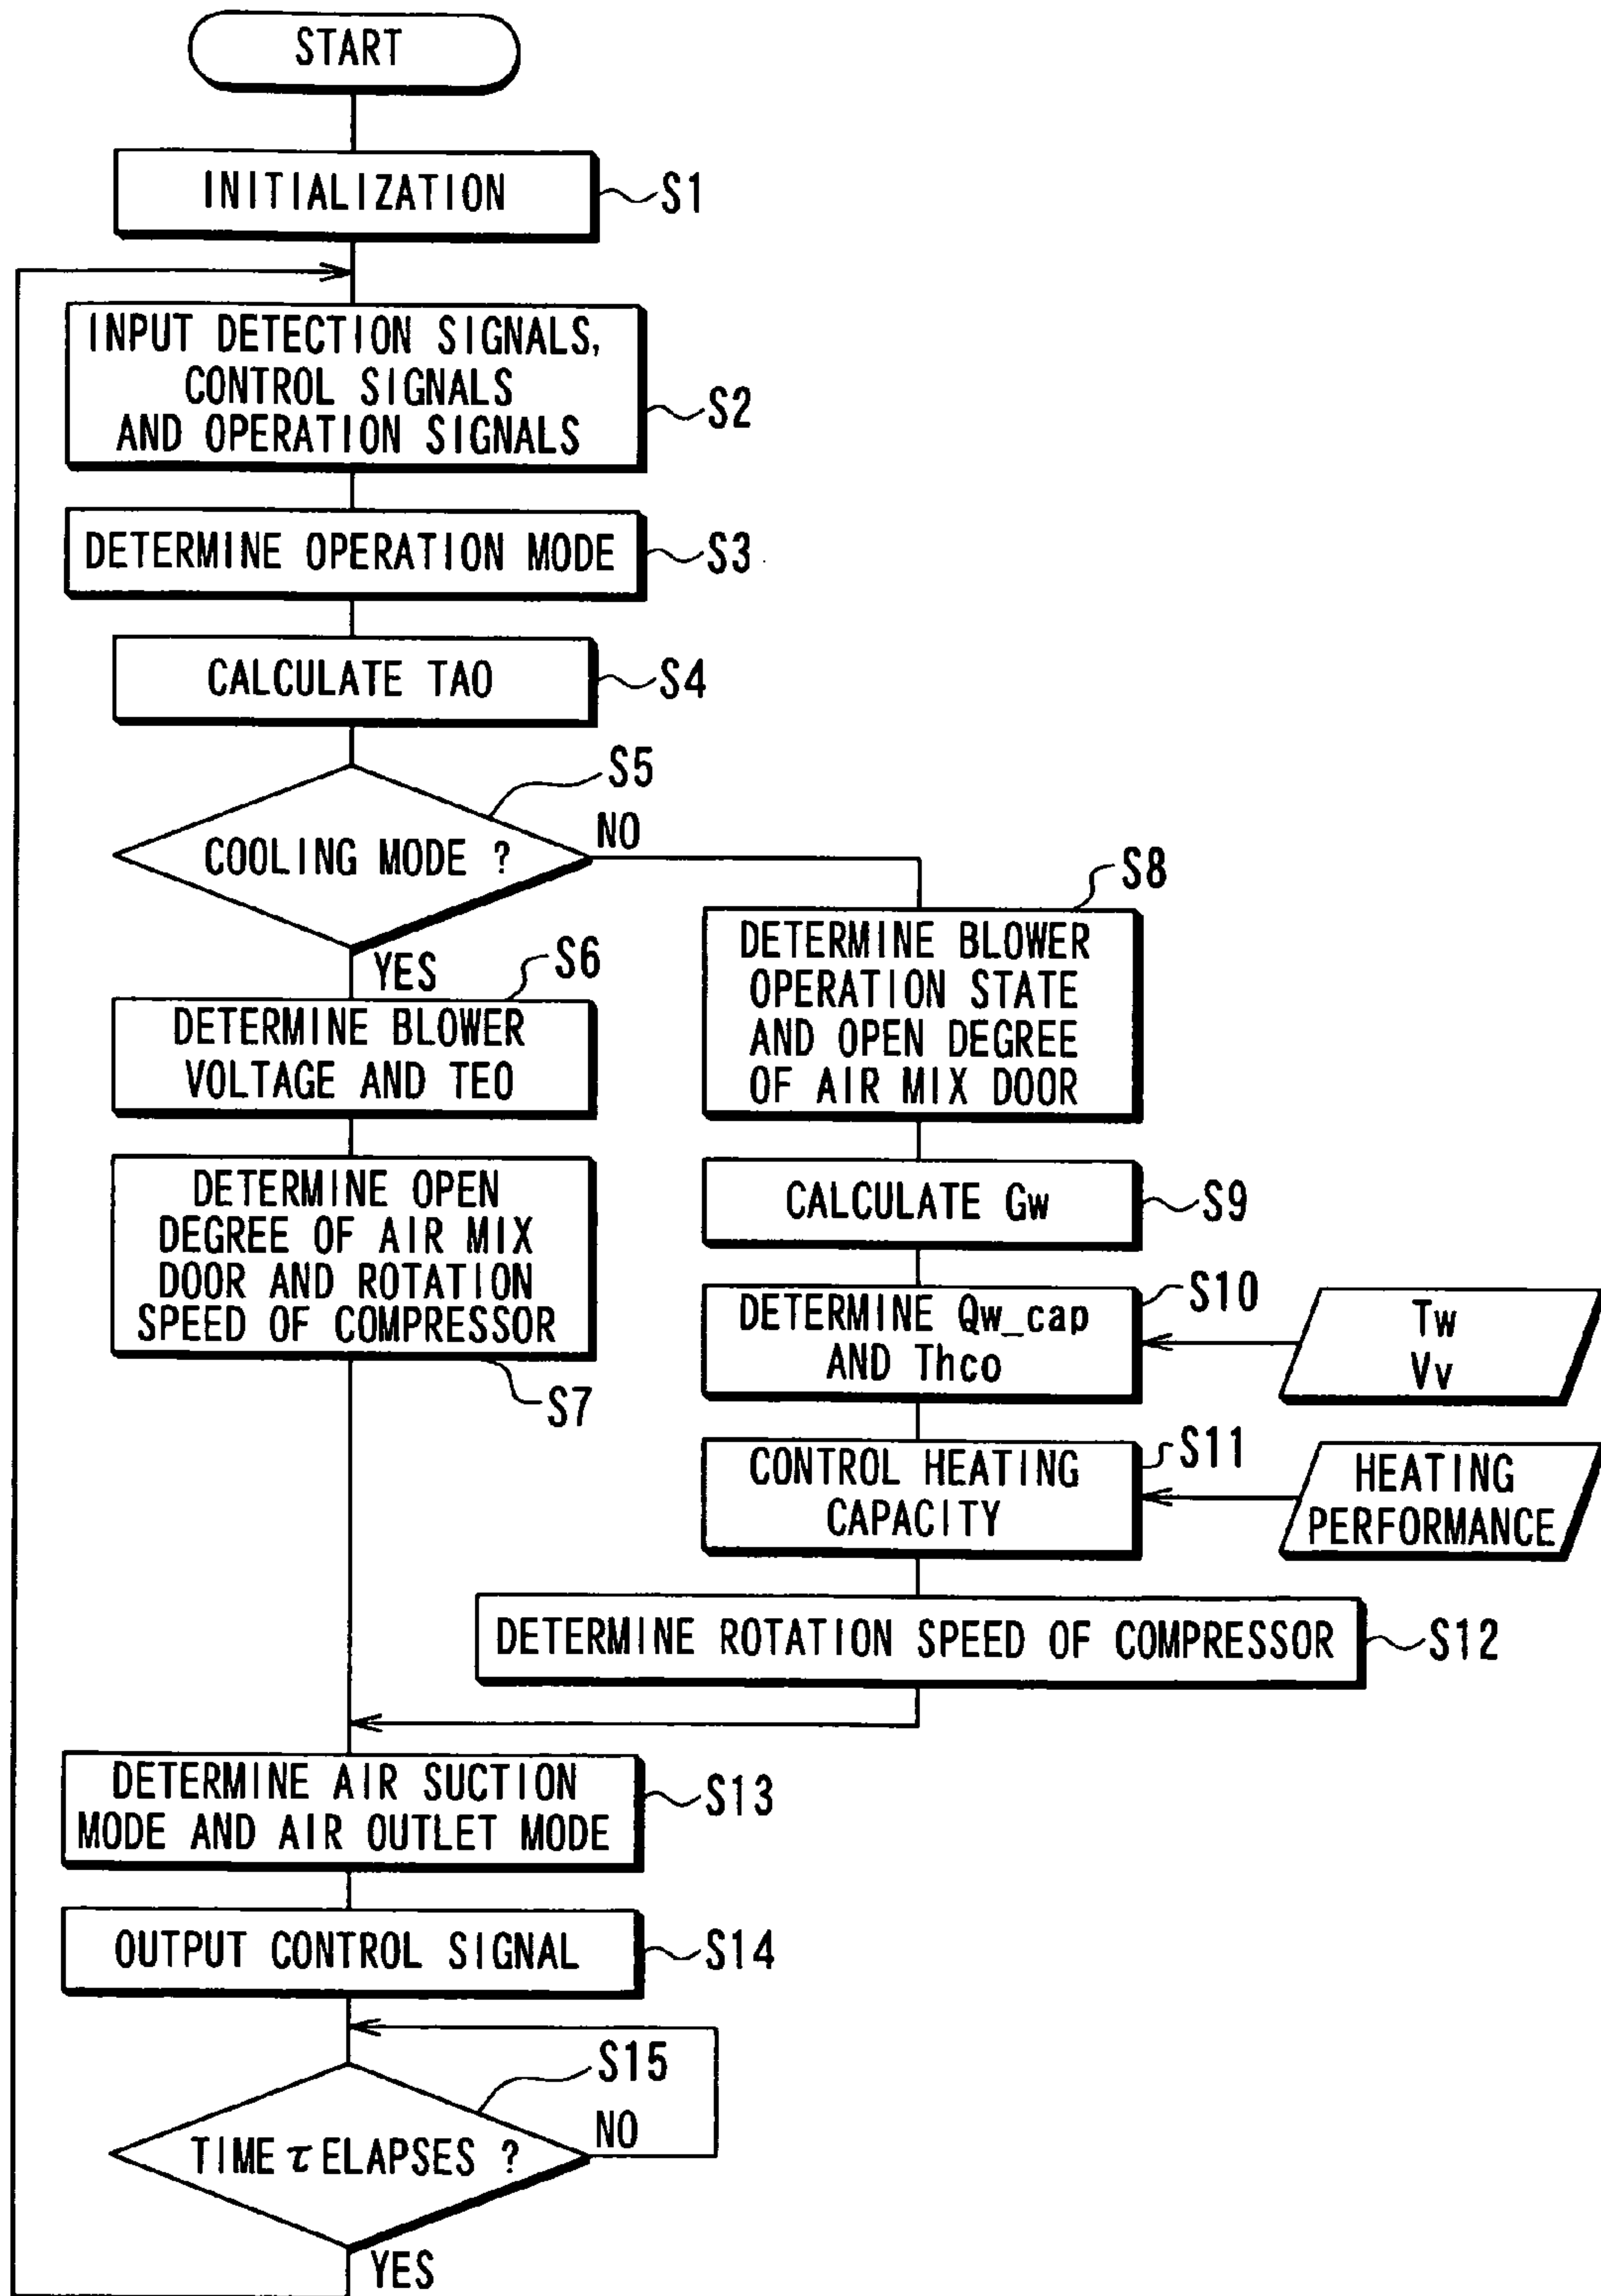 START
INITIALIZATION
S1
INPUT DETECTION SIGNALS,
CONTROL SIGNALS
AND OPERATION SIGNALS
S2
DETERMINE OPERATION MODE
S3
CALCULATE TAO
S4
S5
COOLING MODE ?
NO
YES
S6
DETERMINE BLOWER
VOLTAGE AND TEO
DETERMINE OPEN
DEGREE OF AIR MIX
DOOR AND ROTATION
SPEED OF COMPRESSOR
S7
S8
DETERMINE BLOWER
OPERATION STATE
AND OPEN DEGREE
OF AIR MIX DOOR
CALCULATE Gw
S9
DETERMINE Qw_cap
AND Thco
S10
Tw
Vv
CONTROL HEATING
CAPACITY
S11
HEATING
PERFORMANCE
DETERMINE ROTATION SPEED OF COMPRESSOR
S12
DETERMINE AIR SUCTION
MODE AND AIR OUTLET MODE
S13
OUTPUT CONTROL SIGNAL
S14
S15
TIME τ ELAPSES ?
NO
YES